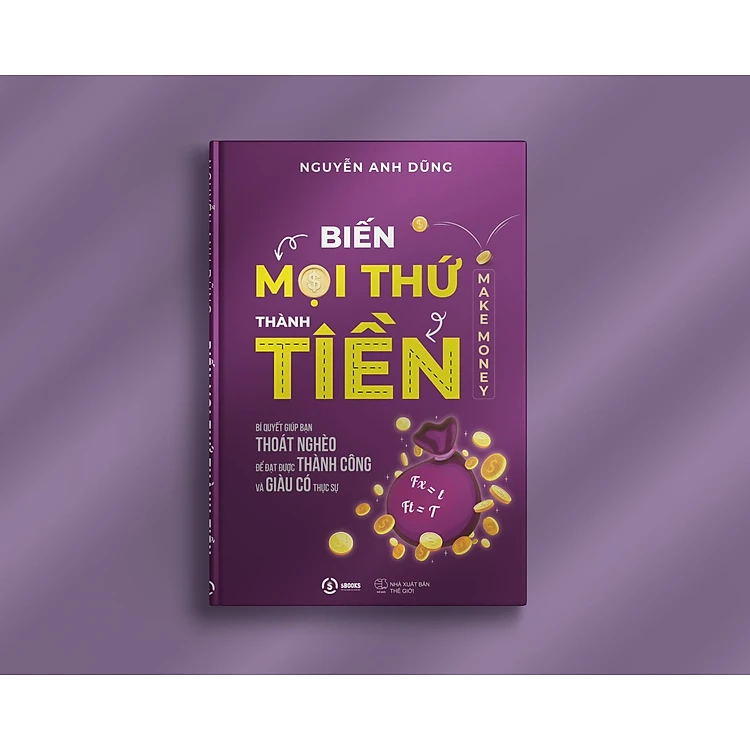 NGUYỄN ANH DŨNG
BIẾN
MỌI THỨ
THÀNH
TIỀN
MAKE MONEY
BÍ QUYẾT GIÚP BẠN
THOÁT NGHÈO
ĐỂ ĐẠT ĐƯỢC THÀNH CÔNG
VÀ GIÀU CÓ THỰC SỰ
Fx = t
Ft = T
SBOOKS
NHÀ XUẤT BẢN
THẾ GIỚI